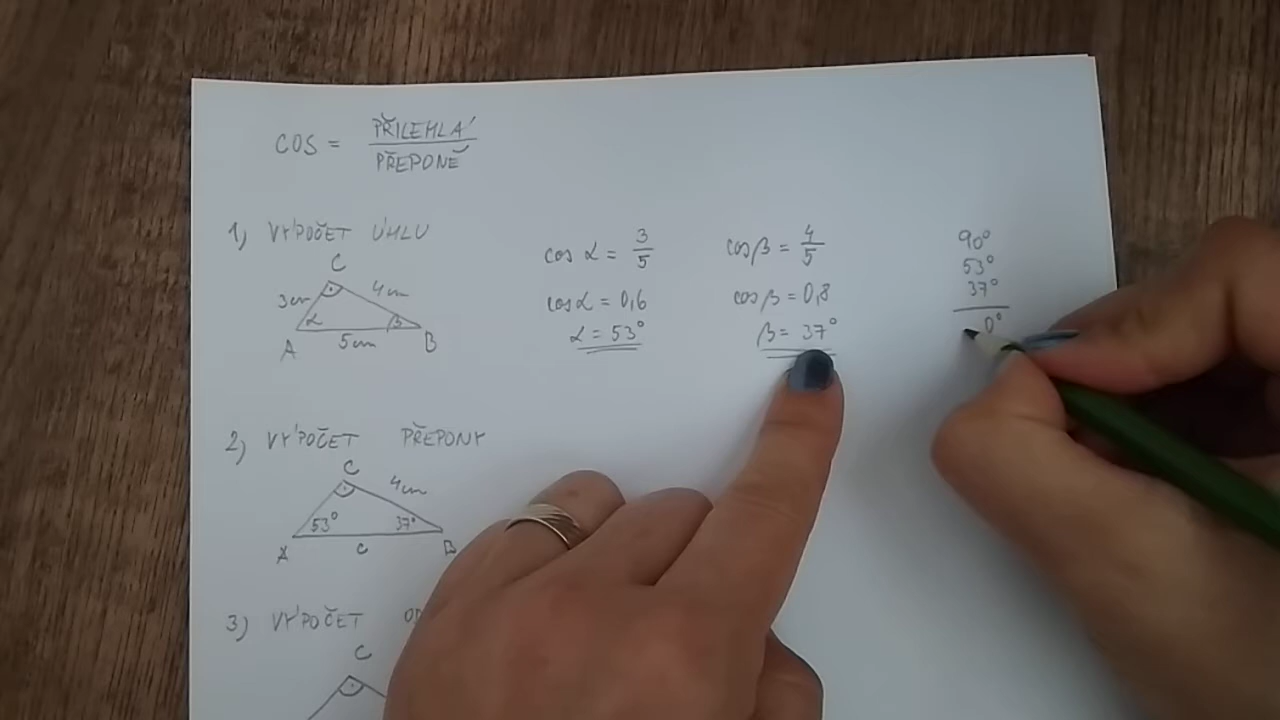 COS = PŘILEHLÁ
PŘEPONĚ
1) VÝPOČET ÚHLU
C
3cm 4cm
α β
A 5cm B
cos α = 3/5
cos α = 0,6
α = 53°
cos β = 4/5
cos β = 0,8
β = 37°
90°
53°
37°
0°
2) VÝPOČET PŘEPONY
C
4cm
53° 37°
A c B
3) VÝPOČET
C